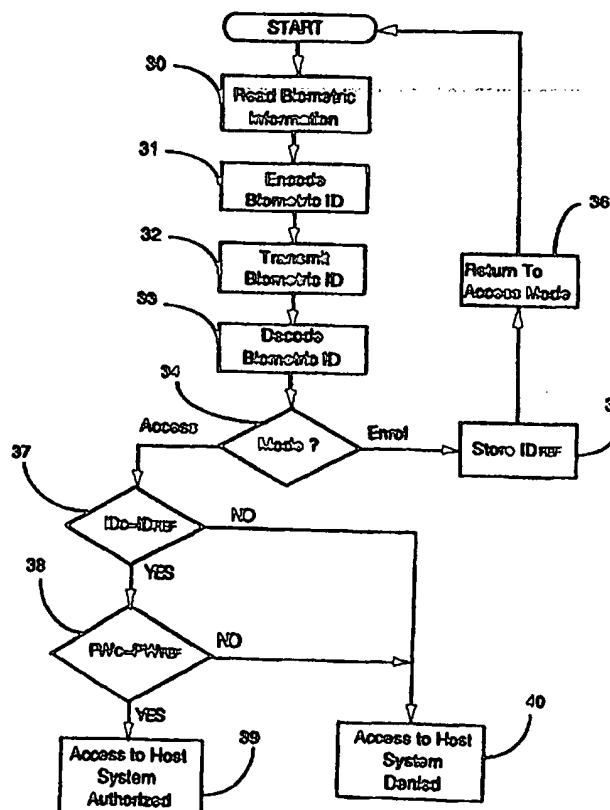 START
30
Read Biometric
Information
31
Encode
Biometric ID
32
Transmit
Biometric ID
33
Decode
Biometric ID
34
Mode ?
Access
Enrol
Store IDREF
3
36
Return To
Access Mode
37
IDc=IDREF
NO
YES
38
PWc=PWREF
NO
YES
39
Access to Host
System
Authorized
40
Access to Host
System
Denied